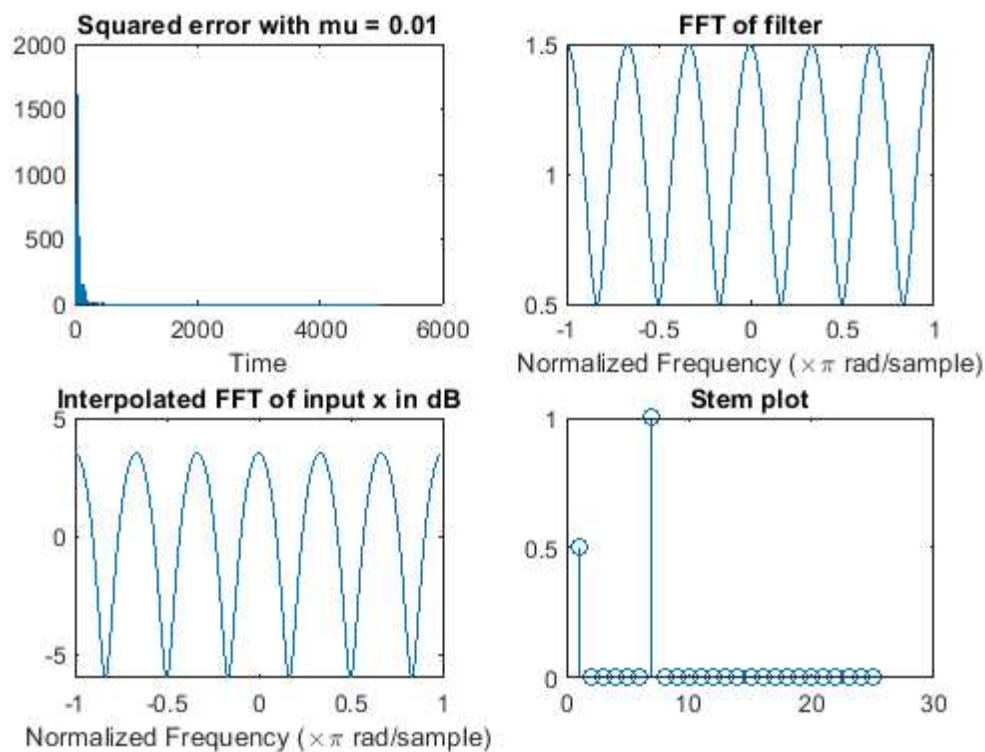 Squared error with mu = 0.01
2000
1500
1000
500
0
0 2000 4000 6000
Time
FFT of filter
1.5
1
0.5
-1 -0.5 0 0.5 1
Normalized Frequency (×π rad/sample)
Interpolated FFT of input x in dB
5
0
-5
-1 -0.5 0 0.5 1
Normalized Frequency (×π rad/sample)
Stem plot
1
0.5
0
0 10 20 30